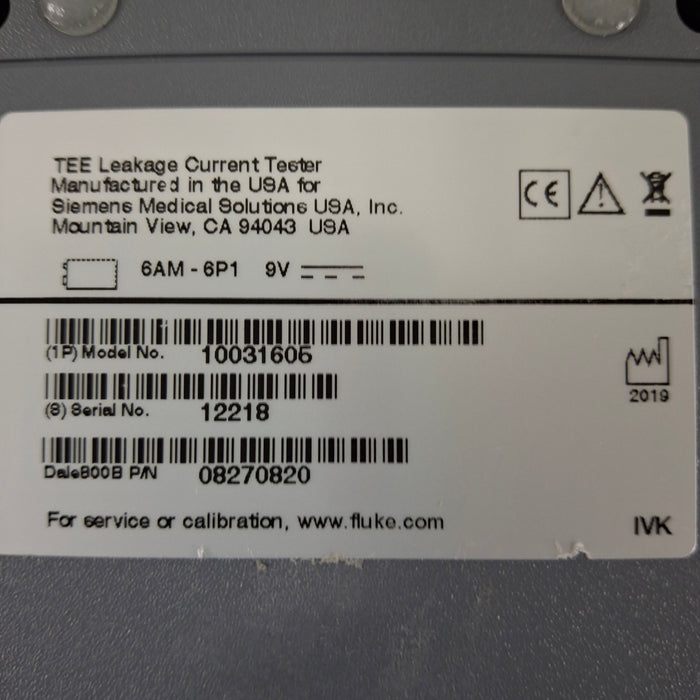 TEE Leakage Current Tester
Manufactured in the USA for
Siemens Medical Solutions USA, Inc.
Mountain View, CA 94043 USA
CE
6AM - 6P1 9V
(1P) Model No. 10031605
(S) Serial No. 12218
2019
Dale800B P/N 08270820
For service or calibration, www.fluke.com
IVK